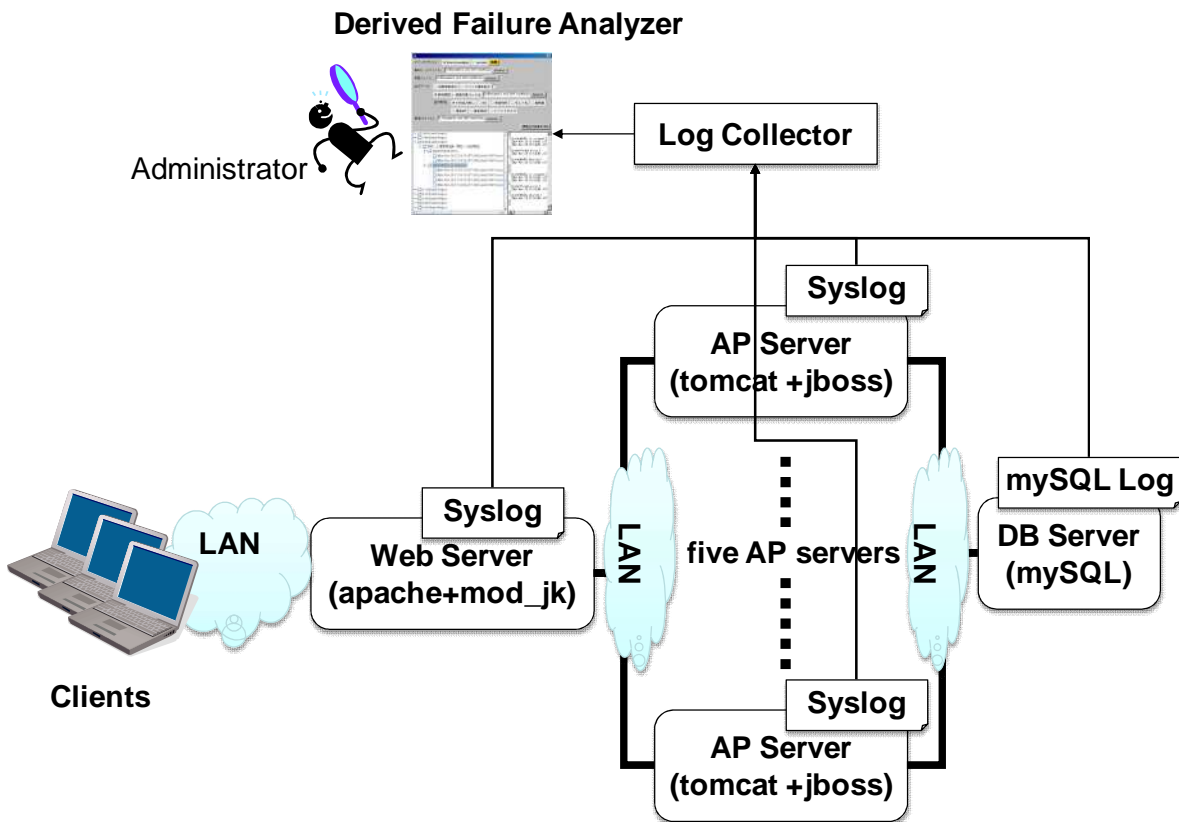 Derived Failure Analyzer
Administrator
Log Collector
Syslog
AP Server
(tomcat +jboss)
Syslog
Web Server
(apache+mod_jk)
LAN
Clients
LAN
five AP servers
LAN
mySQL Log
DB Server
(mySQL)
Syslog
AP Server
(tomcat +jboss)